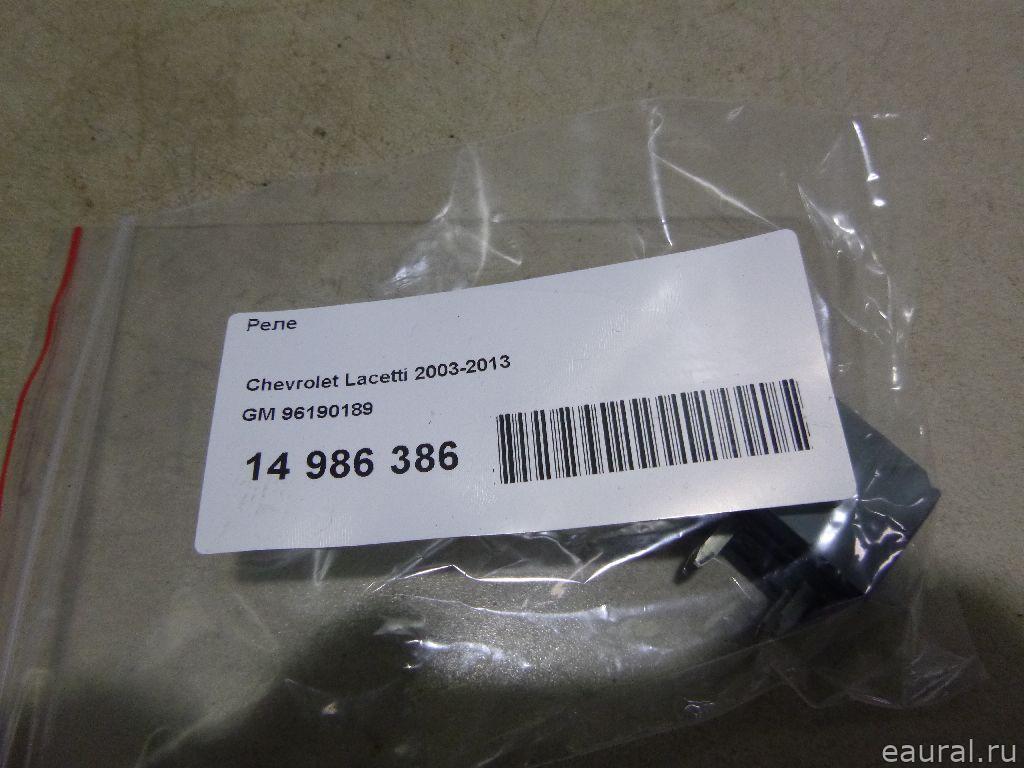 Реле
Chevrolet Lacetti 2003-2013
GM 96190189
14 986 386
eaural.ru